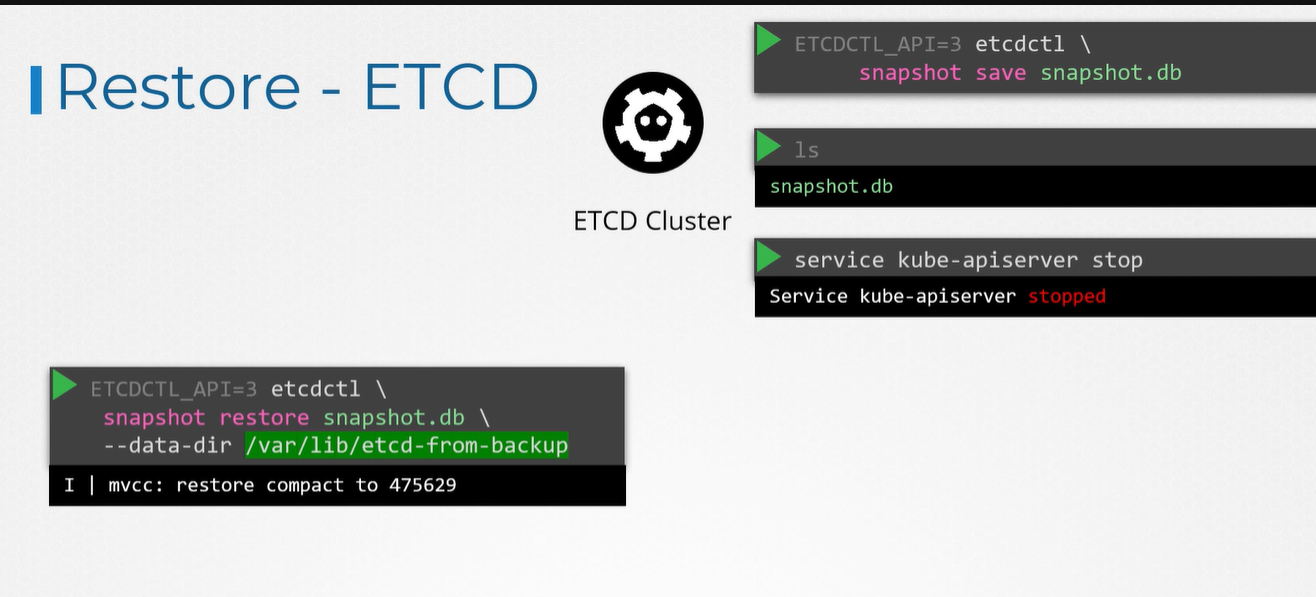 Restore - ETCD
ETCD Cluster
ETCDCTL_API=3 etcdctl \
snapshot save snapshot.db
ls
snapshot.db
service kube-apiserver stop
Service kube-apiserver stopped
ETCDCTL_API=3 etcdctl \
snapshot restore snapshot.db \
--data-dir /var/lib/etcd-from-backup
I | mvcc: restore compact to 475629